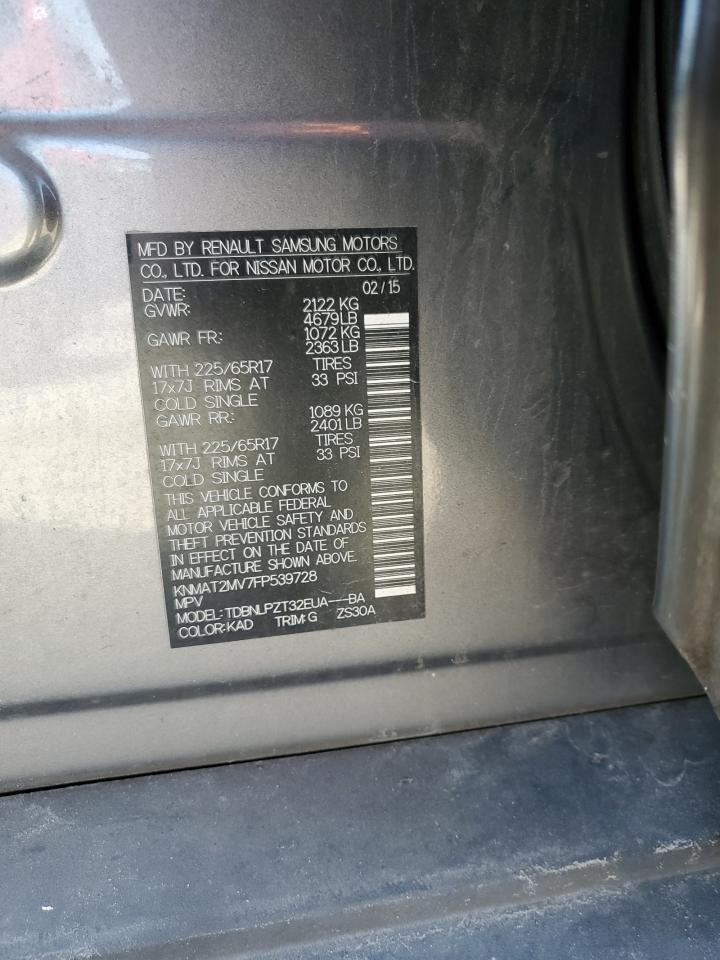 MFD BY RENAULT SAMSUNG MOTORS
CO., LTD. FOR NISSAN MOTOR CO., LTD.
DATE: 02/15
GVWR: 2122 KG
4679LB
GAWR FR: 1072 KG
2363 LB
WITH 225/65R17 TIRES
17x7J RIMS AT 33 PSI
COLD SINGLE
GAWR RR: 1089 KG
2401 LB
WITH 225/65R17 TIRES
17x7J RIMS AT 33 PSI
COLD SINGLE
THIS VEHICLE CONFORMS TO
ALL APPLICABLE FEDERAL
MOTOR VEHICLE SAFETY AND
THEFT PREVENTION STANDARDS
IN EFFECT ON THE DATE OF
MANUFACTURE SHOWN ABOVE.
KNMAT2MV7FP539728
MPV
MODEL: TDBNLPZT32EUA---BA
COLOR: KAD TRIM: G ZS30A